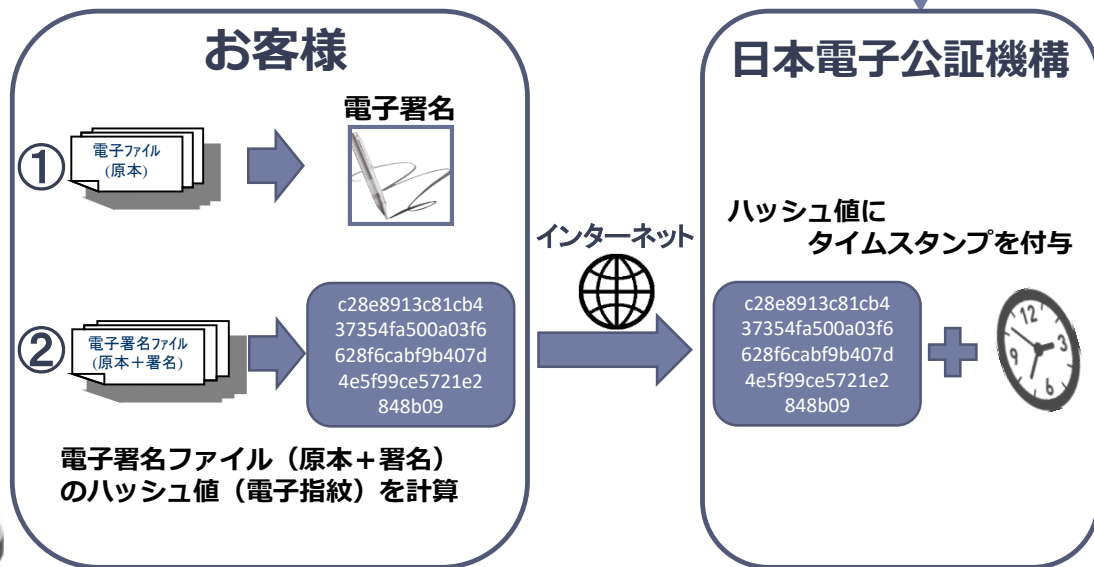 お客様
電子署名
①
電子ファイル
(原本)
②
電子署名ファイル
(原本＋署名)
c28e8913c81cb4
37354fa500a03f6
628f6cabf9b407d
4e5f99ce5721e2
848b09
電子署名ファイル（原本＋署名）
のハッシュ値（電子指紋）を計算
インターネット
日本電子公証機構
ハッシュ値に
タイムスタンプを付与
c28e8913c81cb4
37354fa500a03f6
628f6cabf9b407d
4e5f99ce5721e2
848b09
12
3
6
9